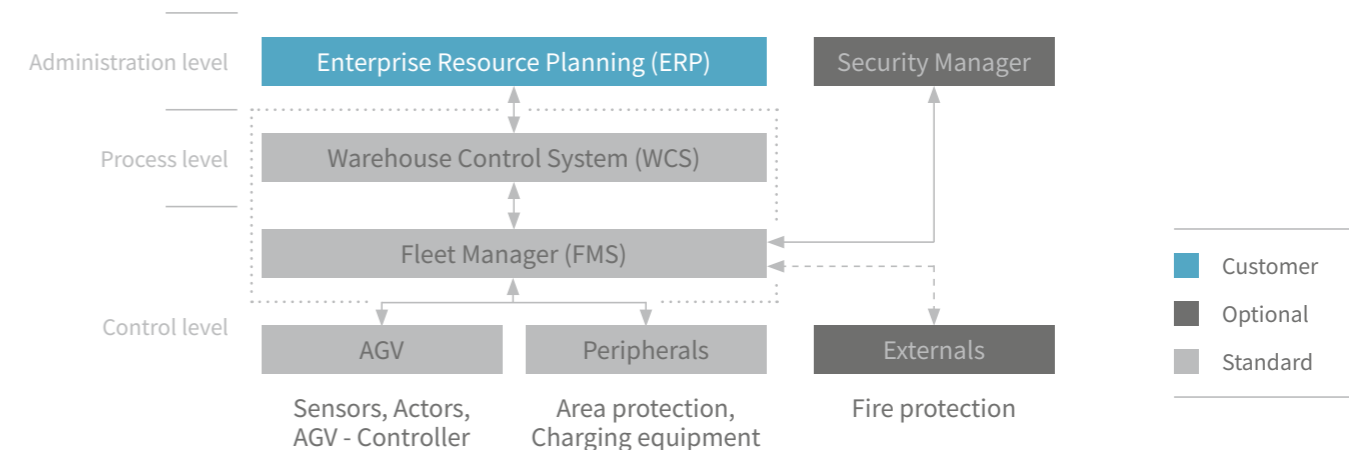 Administration level
Enterprise Resource Planning (ERP)
Security Manager
Process level
Warehouse Control System (WCS)
Fleet Manager (FMS)
Customer
Optional
Standard
Control level
AGV
Peripherals
Externals
Sensors, Actors,
AGV - Controller
Area protection,
Charging equipment
Fire protection